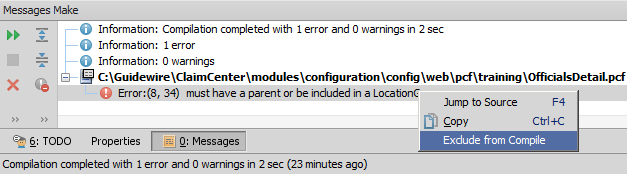 Messages Make
Information: Compilation completed with 1 error and 0 warnings in 2 sec
Information: 1 error
Information: 0 warnings
C:\Guidewire\ClaimCenter\modules\configuration\config\web\pcf\training\OfficialsDetail.pcf
Error:(8, 34) must have a parent or be included in a
Jump to Source F4
Copy Ctrl+C
Exclude from Compile
6: TODO Properties 0: Messages
Compilation completed with 1 error and 0 warnings in 2 sec (23 minutes ago)